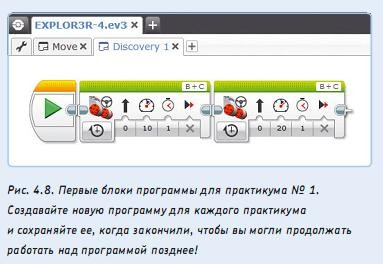 EXPLOR3R-4.ev3 × +
Move × Discovery 1 × +
B + C B + C
0 10 1 0 20 1
Рис. 4.8. Первые блоки программы для практикума № 1.
Создавайте новую программу для каждого практикума
и сохраняйте ее, когда закончили, чтобы вы могли продолжать
работать над программой позднее!